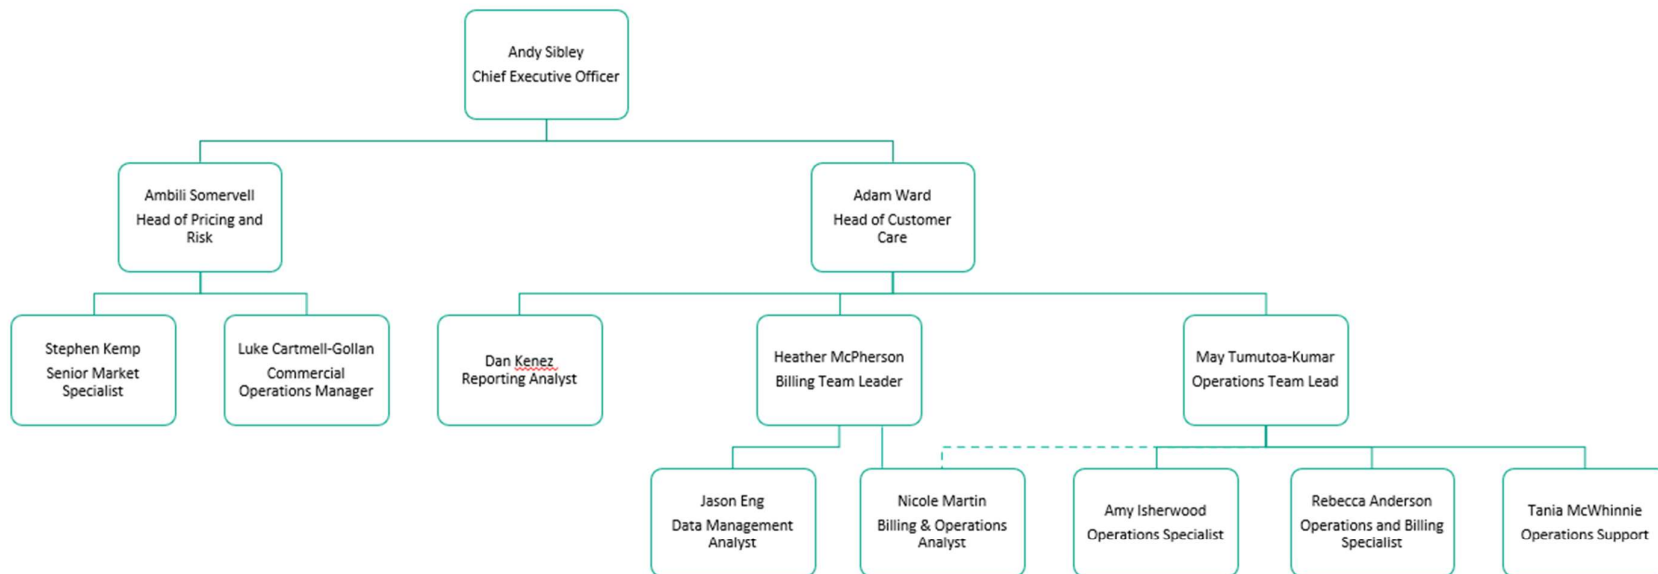 Andy Sibley
Chief Executive Officer
Ambili Somervell
Head of Pricing and
Risk
Adam Ward
Head of Customer
Care
Stephen Kemp
Senior Market
Specialist
Luke Cartmell-Gollan
Commercial
Operations Manager
Dan Kenez
Reporting Analyst
Heather McPherson
Billing Team Leader
May Tumutoa-Kumar
Operations Team Lead
Jason Eng
Data Management
Analyst
Nicole Martin
Billing & Operations
Analyst
Amy Isherwood
Operations Specialist
Rebecca Anderson
Operations and Billing
Specialist
Tania McWhinnie
Operations Support